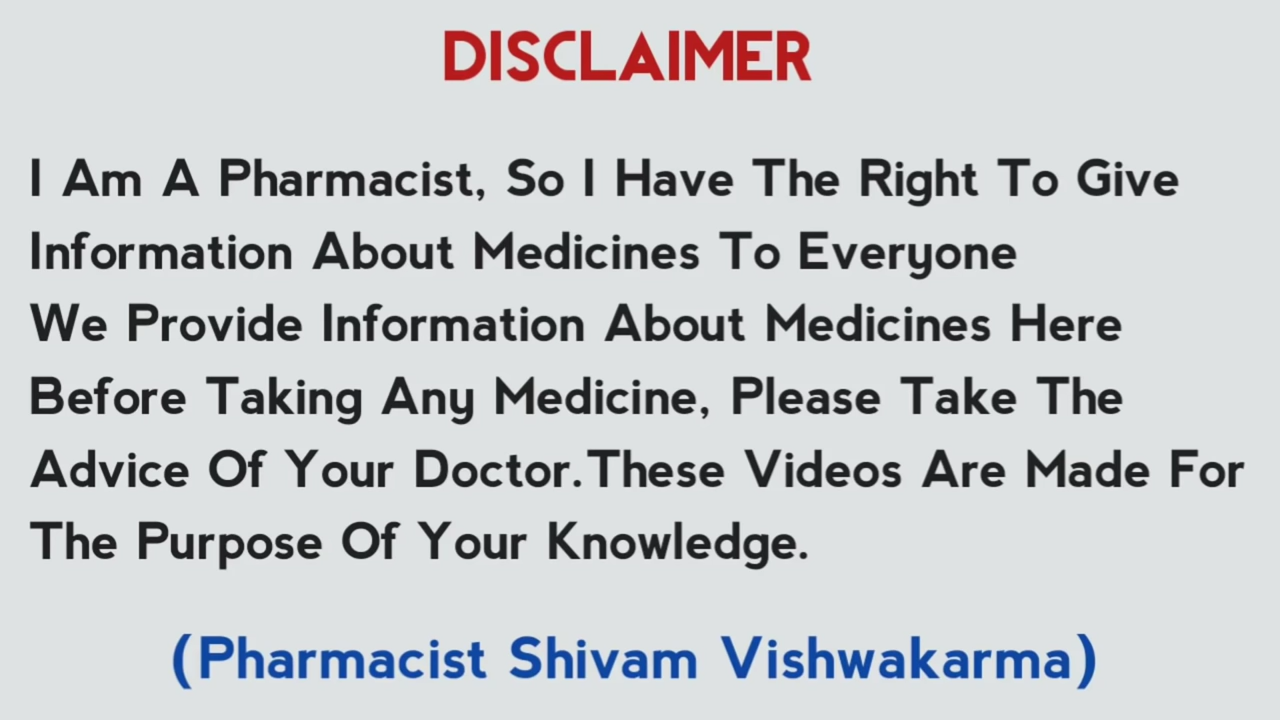 DISCLAIMER
I Am A Pharmacist, So I Have The Right To Give
Information About Medicines To Everyone
We Provide Information About Medicines Here
Before Taking Any Medicine, Please Take The
Advice Of Your Doctor.These Videos Are Made For
The Purpose Of Your Knowledge.
(Pharmacist Shivam Vishwakarma)